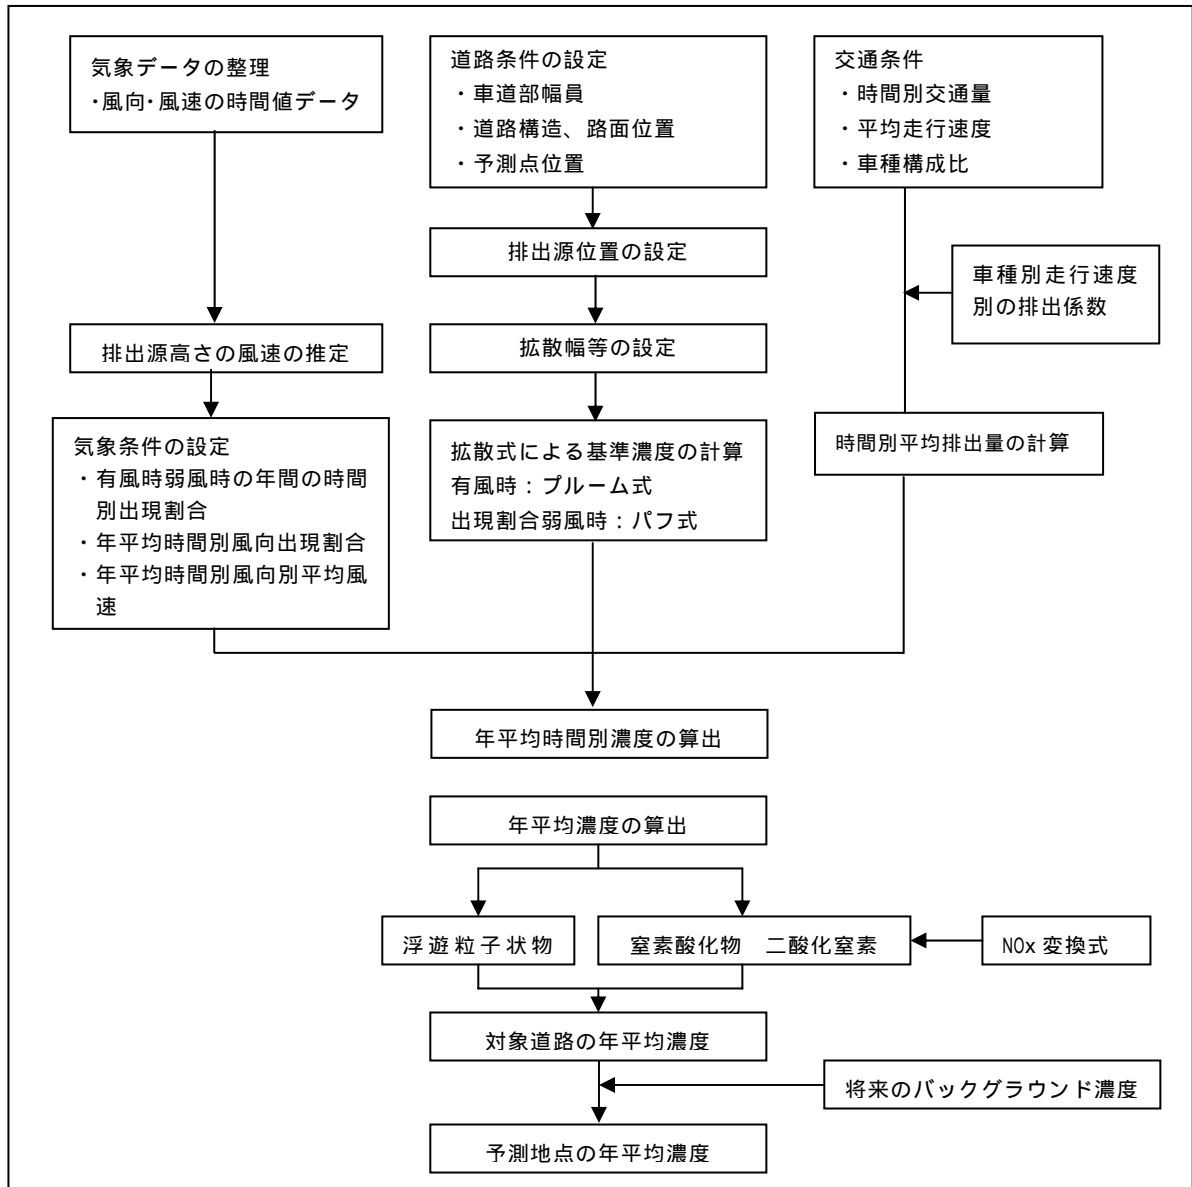 気象データの整理
・風向・風速の時間値データ
道路条件の設定
・車道部幅員
・道路構造、路面位置
・予測点位置
交通条件
・時間別交通量
・平均走行速度
・車種構成比
排出源位置の設定
車種別走行速度
別の排出係数
排出源高さの風速の推定
拡散幅等の設定
気象条件の設定
・有風時弱風時の年間の時間
別出現割合
・年平均時間別風向出現割合
・年平均時間別風向別平均風
速
拡散式による基準濃度の計算
有風時：プルーム式
出現割合弱風時：パフ式
時間別平均排出量の計算
年平均時間別濃度の算出
年平均濃度の算出
浮遊粒子状物
窒素酸化物　二酸化窒素
NOx 変換式
対象道路の年平均濃度
将来のバックグラウンド濃度
予測地点の年平均濃度